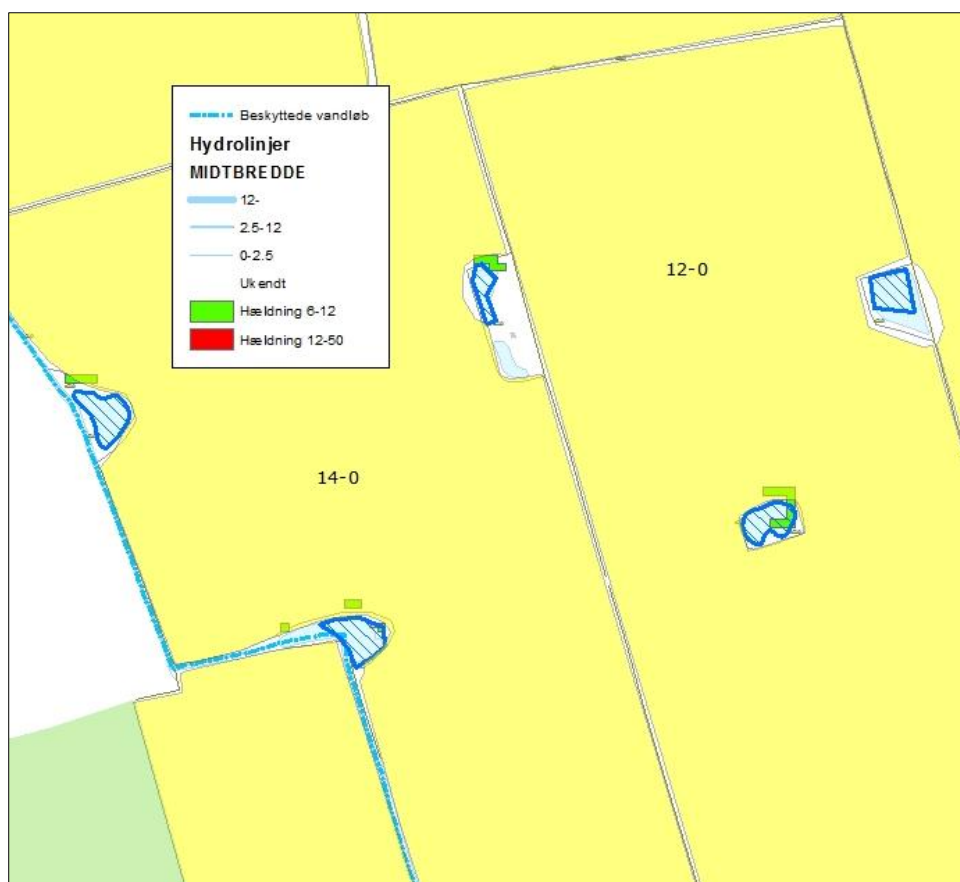 Beskyttede vandløb
Hydrolinjer
MIDTBREDDE
12-
2.5-12
0-2.5
Ukendt
Hældning 6-12
Hældning 12-50
12-0
14-0